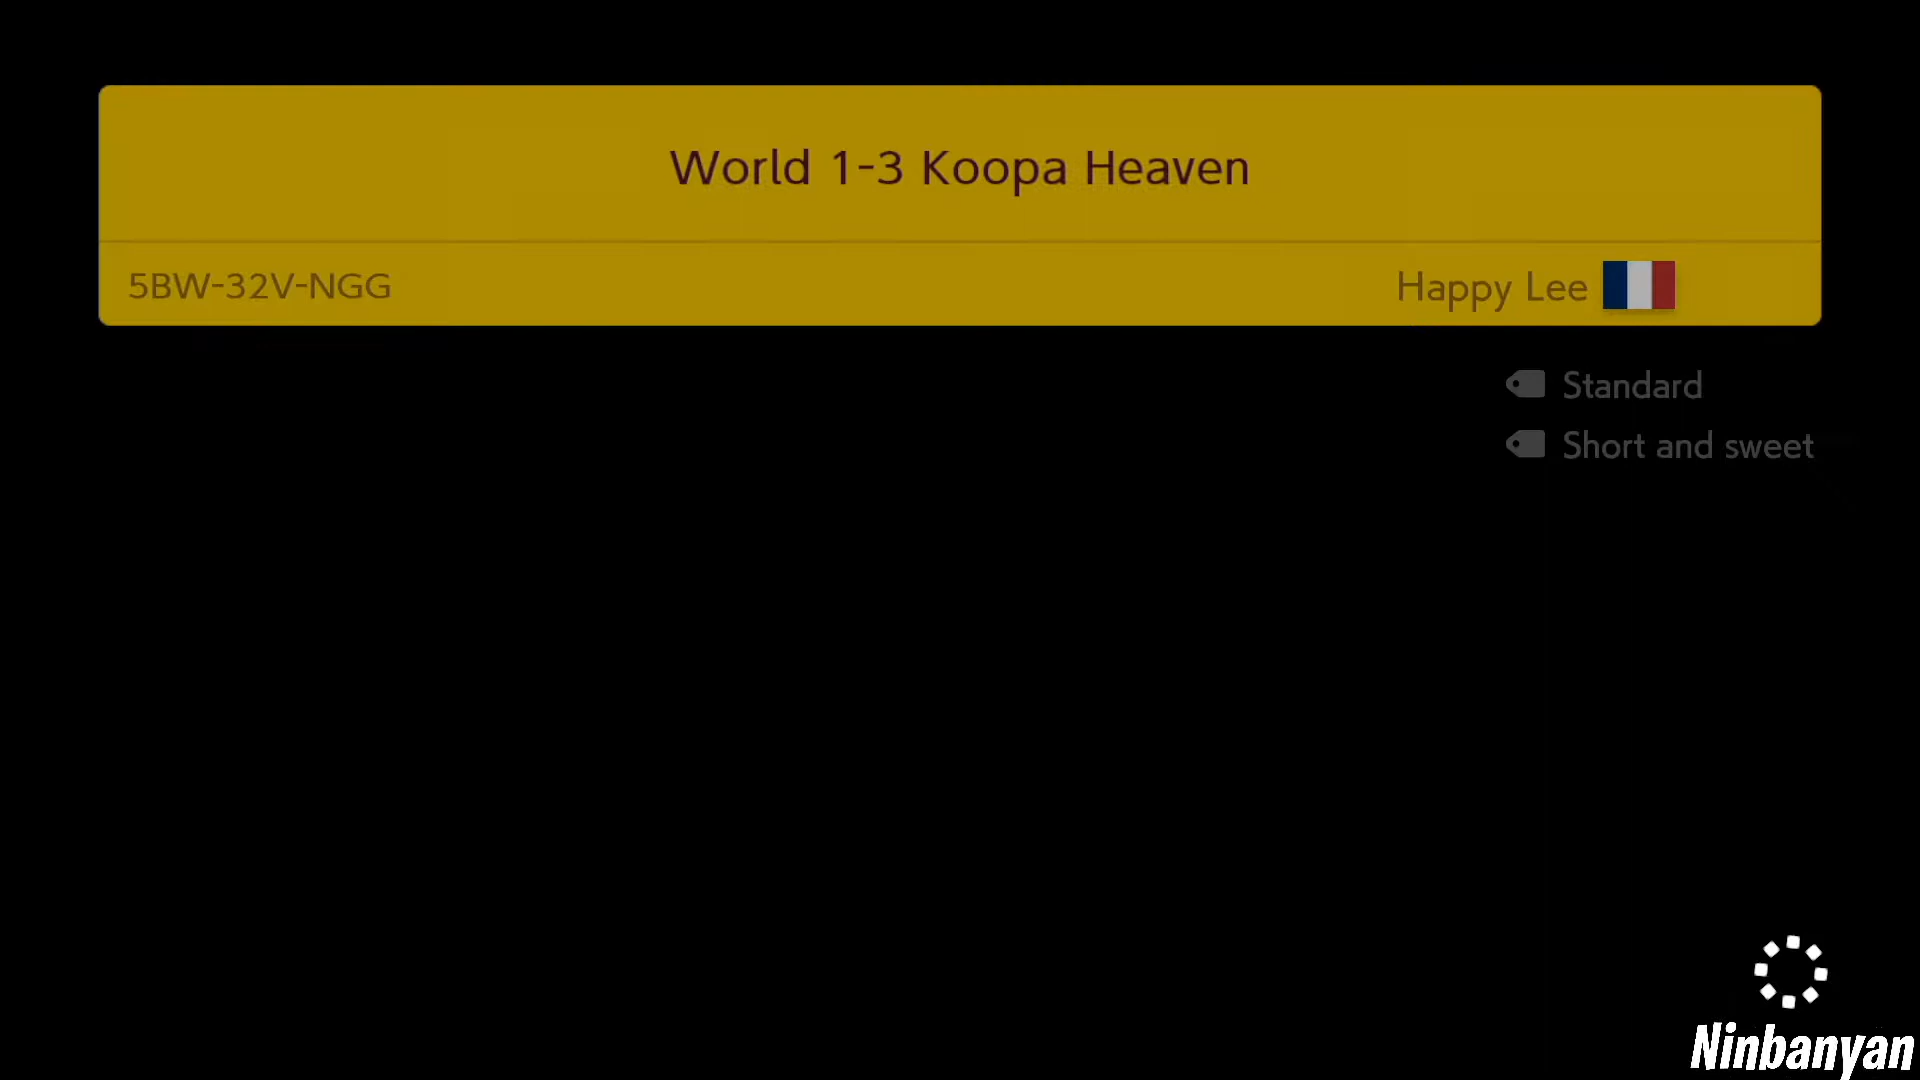 World 1-3 Koopa Heaven
5BW-32V-NGG
Happy Lee
Standard
Short and sweet
Ninbanyan